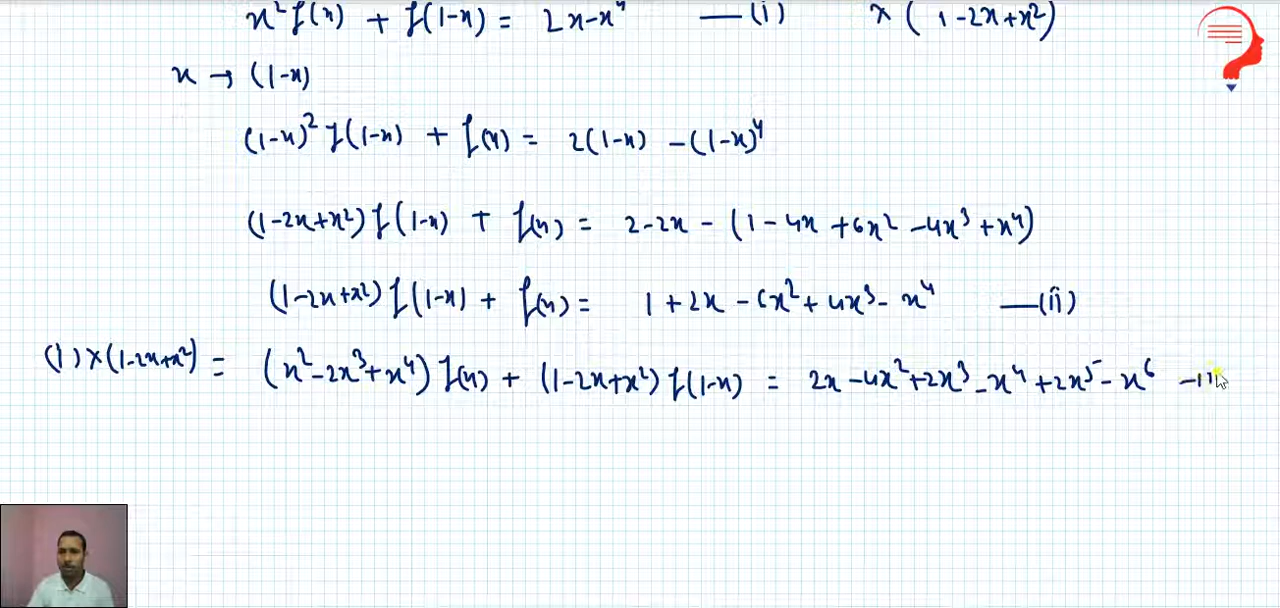 x²f(x) + f(1-x) = 2x-x⁴ —(i) × (1-2x+x²)
x → (1-x)
(1-x)² f(1-x) + f(x) = 2(1-x) -(1-x)⁴
(1-2x+x²) f(1-x) + f(x) = 2-2x - (1-4x+6x²-4x³+x⁴)
(1-2x+x²) f(1-x) + f(x) = 1+2x-6x²+4x³-x⁴ —(ii)
(i)×(1-2x+x²) = (x²-2x³+x⁴) f(x) + (1-2x+x²) f(1-x) = 2x-4x²+2x³-x⁴+2x⁵-x⁶ -iii